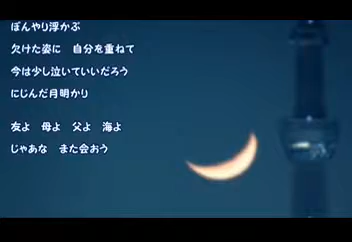 ぼんやり浮かぶ
欠けた姿に 自分を重ねて
今は少し泣いていいだろう
にじんだ月明かり
友よ 母よ 父よ 海よ
じゃあな また会おう